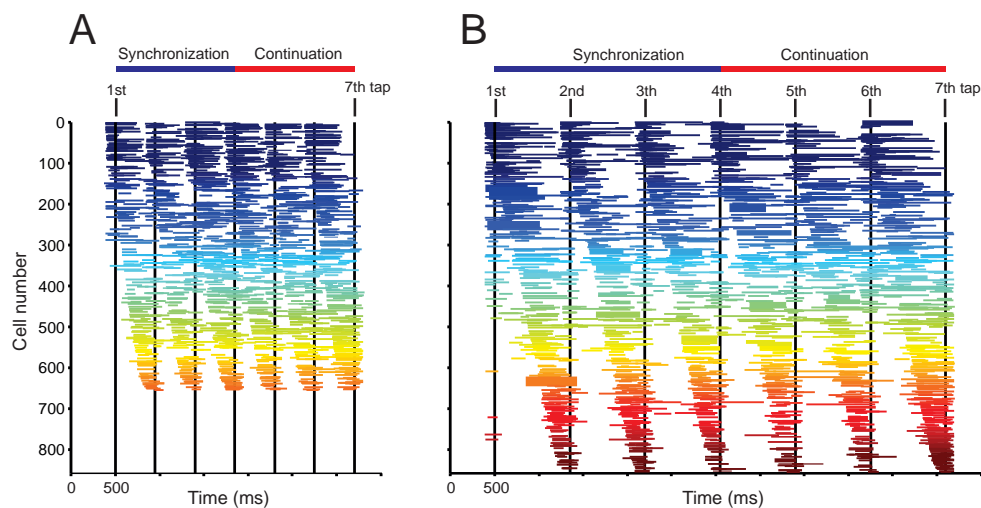 A
B
Synchronization Continuation
Synchronization Continuation
1st 7th tap
1st 2nd 3th 4th 5th 6th 7th tap
Cell number
0
100
200
300
400
500
600
700
800
0 500
Time (ms)
0 500
Time (ms)